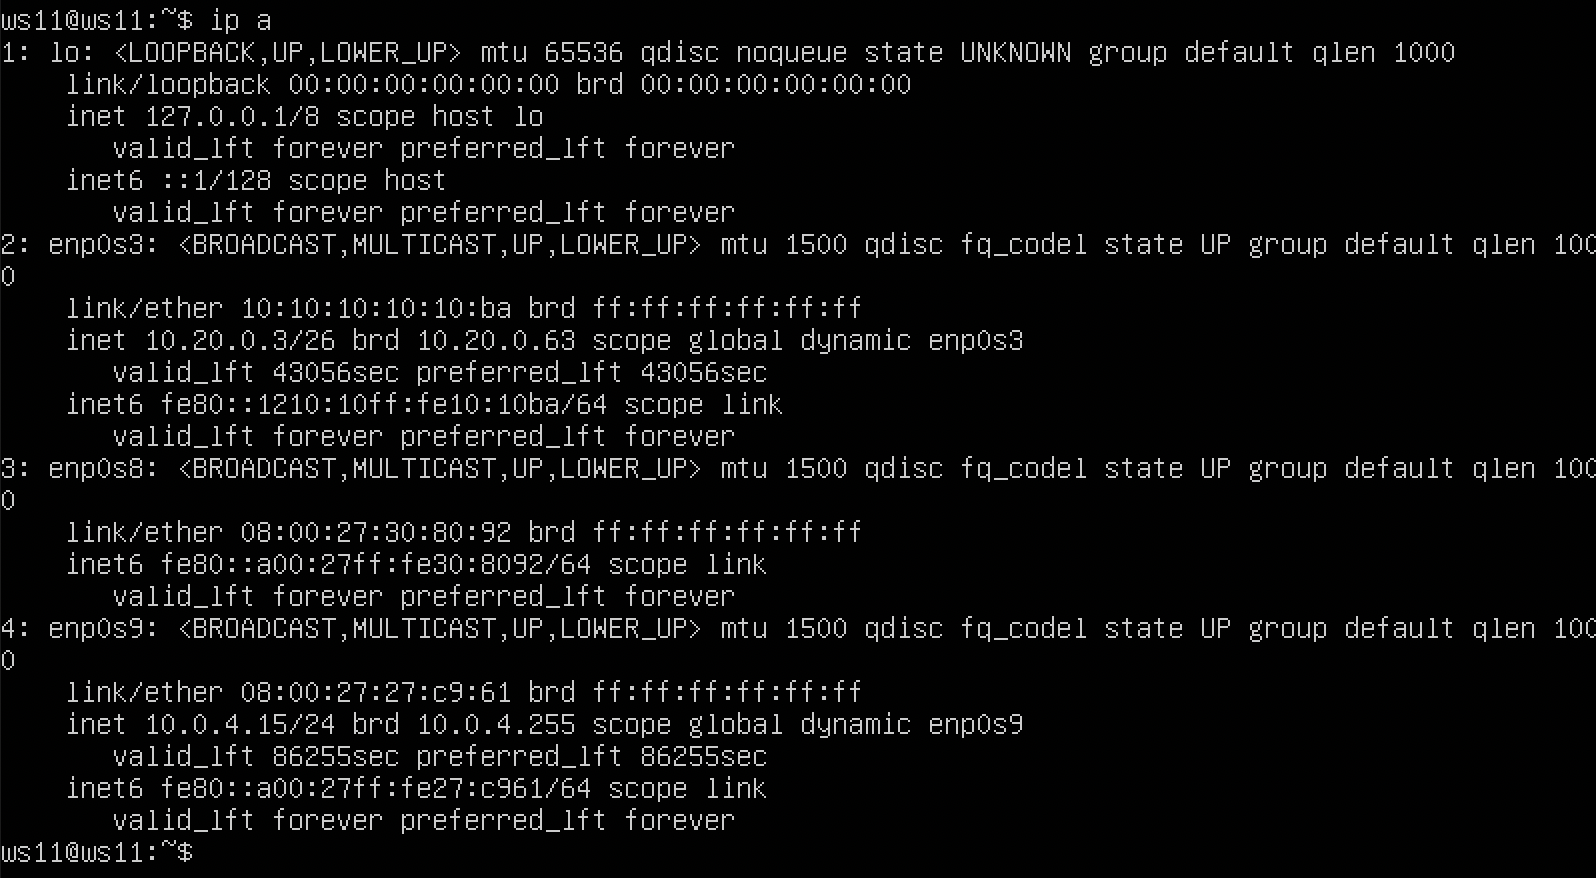 ws11@ws11:~$ ip a
1: lo: <LOOPBACK,UP,LOWER_UP> mtu 65536 qdisc noqueue state UNKNOWN group default qlen 1000
    link/loopback 00:00:00:00:00:00 brd 00:00:00:00:00:00
    inet 127.0.0.1/8 scope host lo
       valid_lft forever preferred_lft forever
    inet6 ::1/128 scope host
       valid_lft forever preferred_lft forever
2: enp0s3: <BROADCAST,MULTICAST,UP,LOWER_UP> mtu 1500 qdisc fq_codel state UP group default qlen 100
0
    link/ether 10:10:10:10:10:ba brd ff:ff:ff:ff:ff:ff
    inet 10.20.0.3/26 brd 10.20.0.63 scope global dynamic enp0s3
       valid_lft 43056sec preferred_lft 43056sec
    inet6 fe80::1210:10ff:fe10:10ba/64 scope link
       valid_lft forever preferred_lft forever
3: enp0s8: <BROADCAST,MULTICAST,UP,LOWER_UP> mtu 1500 qdisc fq_codel state UP group default qlen 100
0
    link/ether 08:00:27:30:80:92 brd ff:ff:ff:ff:ff:ff
    inet6 fe80::a00:27ff:fe30:8092/64 scope link
       valid_lft forever preferred_lft forever
4: enp0s9: <BROADCAST,MULTICAST,UP,LOWER_UP> mtu 1500 qdisc fq_codel state UP group default qlen 100
0
    link/ether 08:00:27:27:c9:61 brd ff:ff:ff:ff:ff:ff
    inet 10.0.4.15/24 brd 10.0.4.255 scope global dynamic enp0s9
       valid_lft 86255sec preferred_lft 86255sec
    inet6 fe80::a00:27ff:fe27:c961/64 scope link
       valid_lft forever preferred_lft forever
ws11@ws11:~$